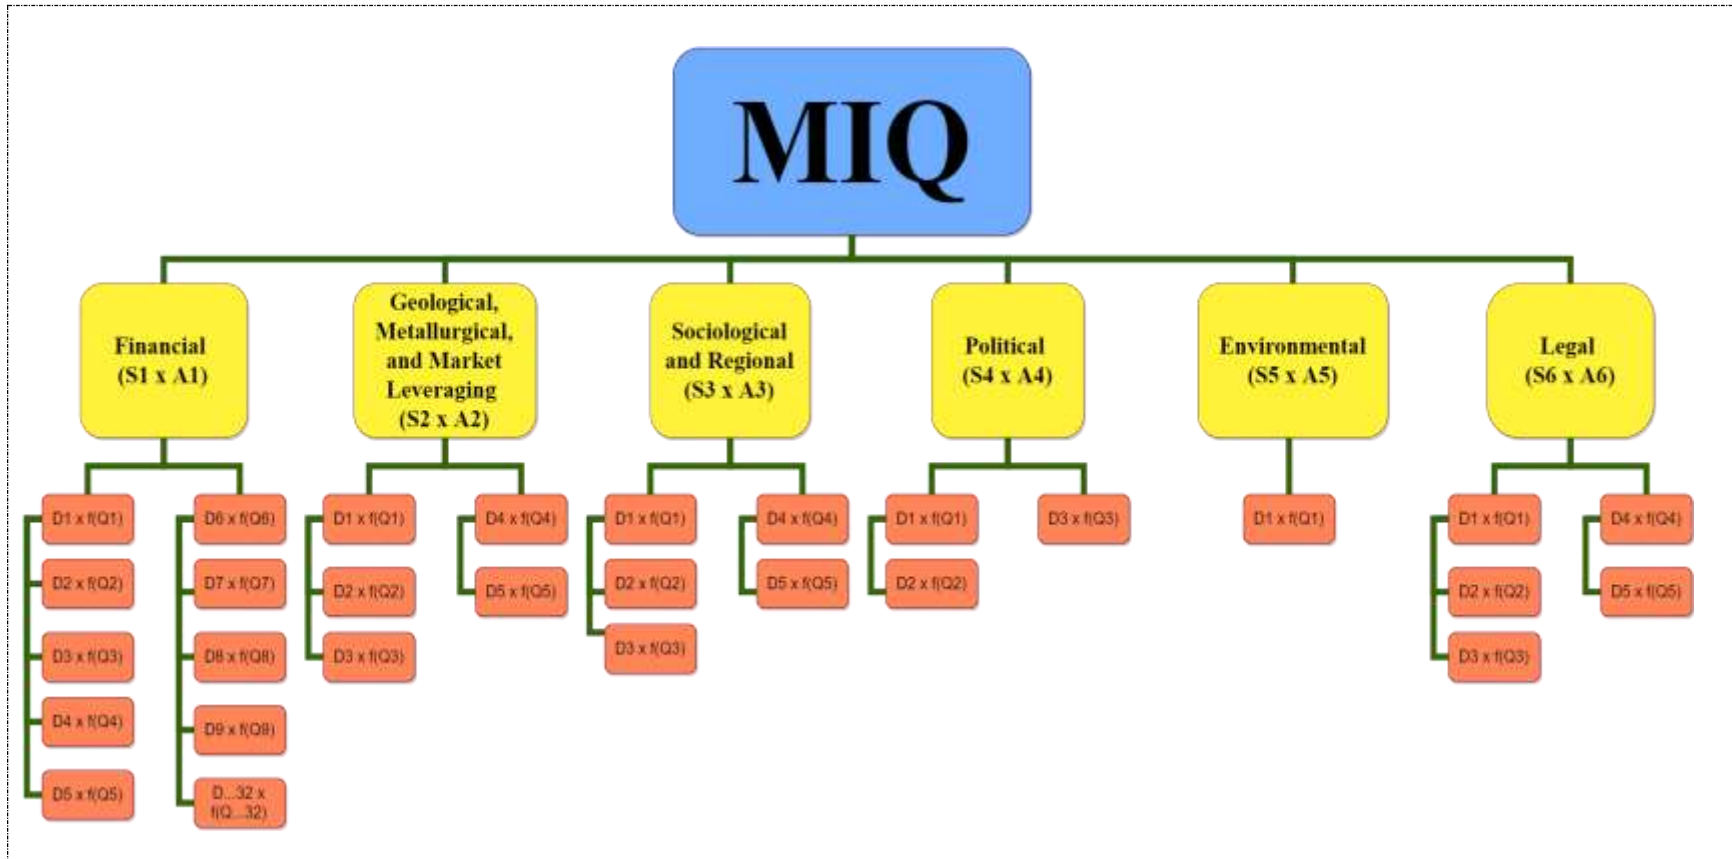 MIQ
Financial
(S1 x A1)
Geological,
Metallurgical,
and Market
Leveraging
(S2 x A2)
Sociological
and Regional
(S3 x A3)
Political
(S4 x A4)
Environmental
(S5 x A5)
Legal
(S6 x A6)
D1 x f(Q1)
D2 x f(Q2)
D3 x f(Q3)
D4 x f(Q4)
D5 x f(Q5)
D6 x f(Q6)
D7 x f(Q7)
D8 x f(Q8)
D9 x f(Q9)
D...32 x
f(Q...32)
D1 x f(Q1)
D2 x f(Q2)
D3 x f(Q3)
D4 x f(Q4)
D5 x f(Q5)
D1 x f(Q1)
D2 x f(Q2)
D3 x f(Q3)
D4 x f(Q4)
D5 x f(Q5)
D1 x f(Q1)
D2 x f(Q2)
D3 x f(Q3)
D1 x f(Q1)
D1 x f(Q1)
D2 x f(Q2)
D3 x f(Q3)
D4 x f(Q4)
D5 x f(Q5)